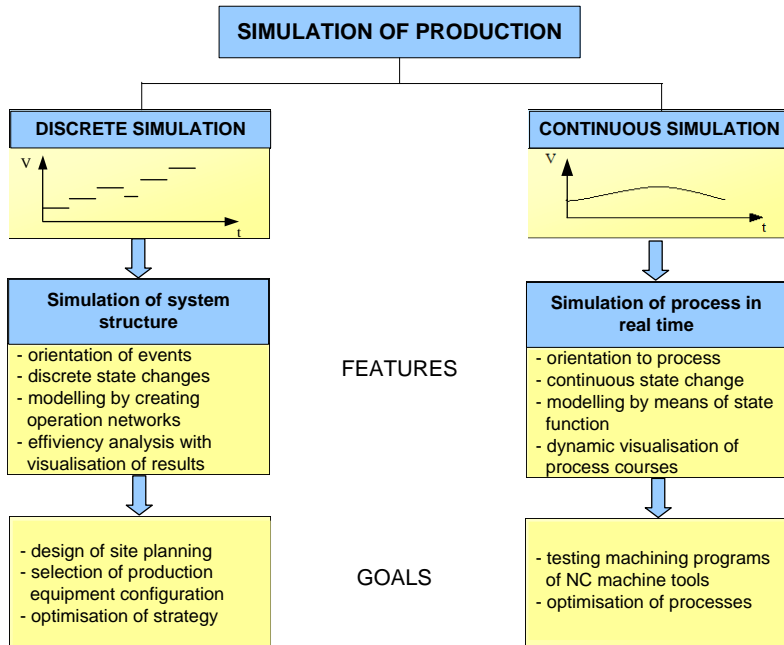 SIMULATION OF PRODUCTION
DISCRETE SIMULATION
V
t
Simulation of system
structure
- orientation of events
- discrete state changes
- modelling by creating
operation networks
- effiviency analysis with
visualisation of results
- design of site planning
- selection of production
equipment configuration
- optimisation of strategy
FEATURES
GOALS
CONTINUOUS SIMULATION
V
t
Simulation of process in
real time
- orientation to process
- continuous state change
- modelling by means of state
function
- dynamic visualisation of
process courses
- testing machining programs
of NC machine tools
- optimisation of processes